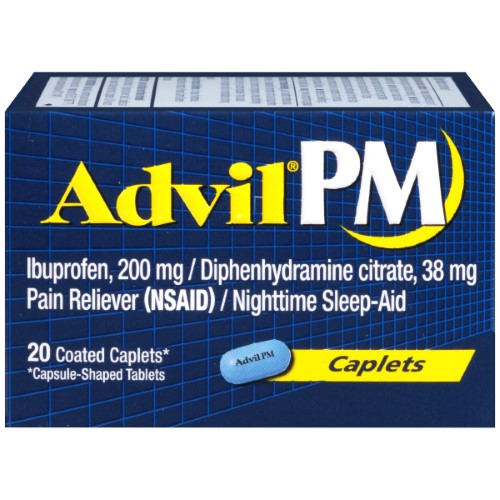 Advil® PM
Ibuprofen, 200 mg / Diphenhydramine citrate, 38 mg
Pain Reliever (NSAID) / Nighttime Sleep-Aid
20 Coated Caplets*
*Capsule-Shaped Tablets
Advil PM
Caplets